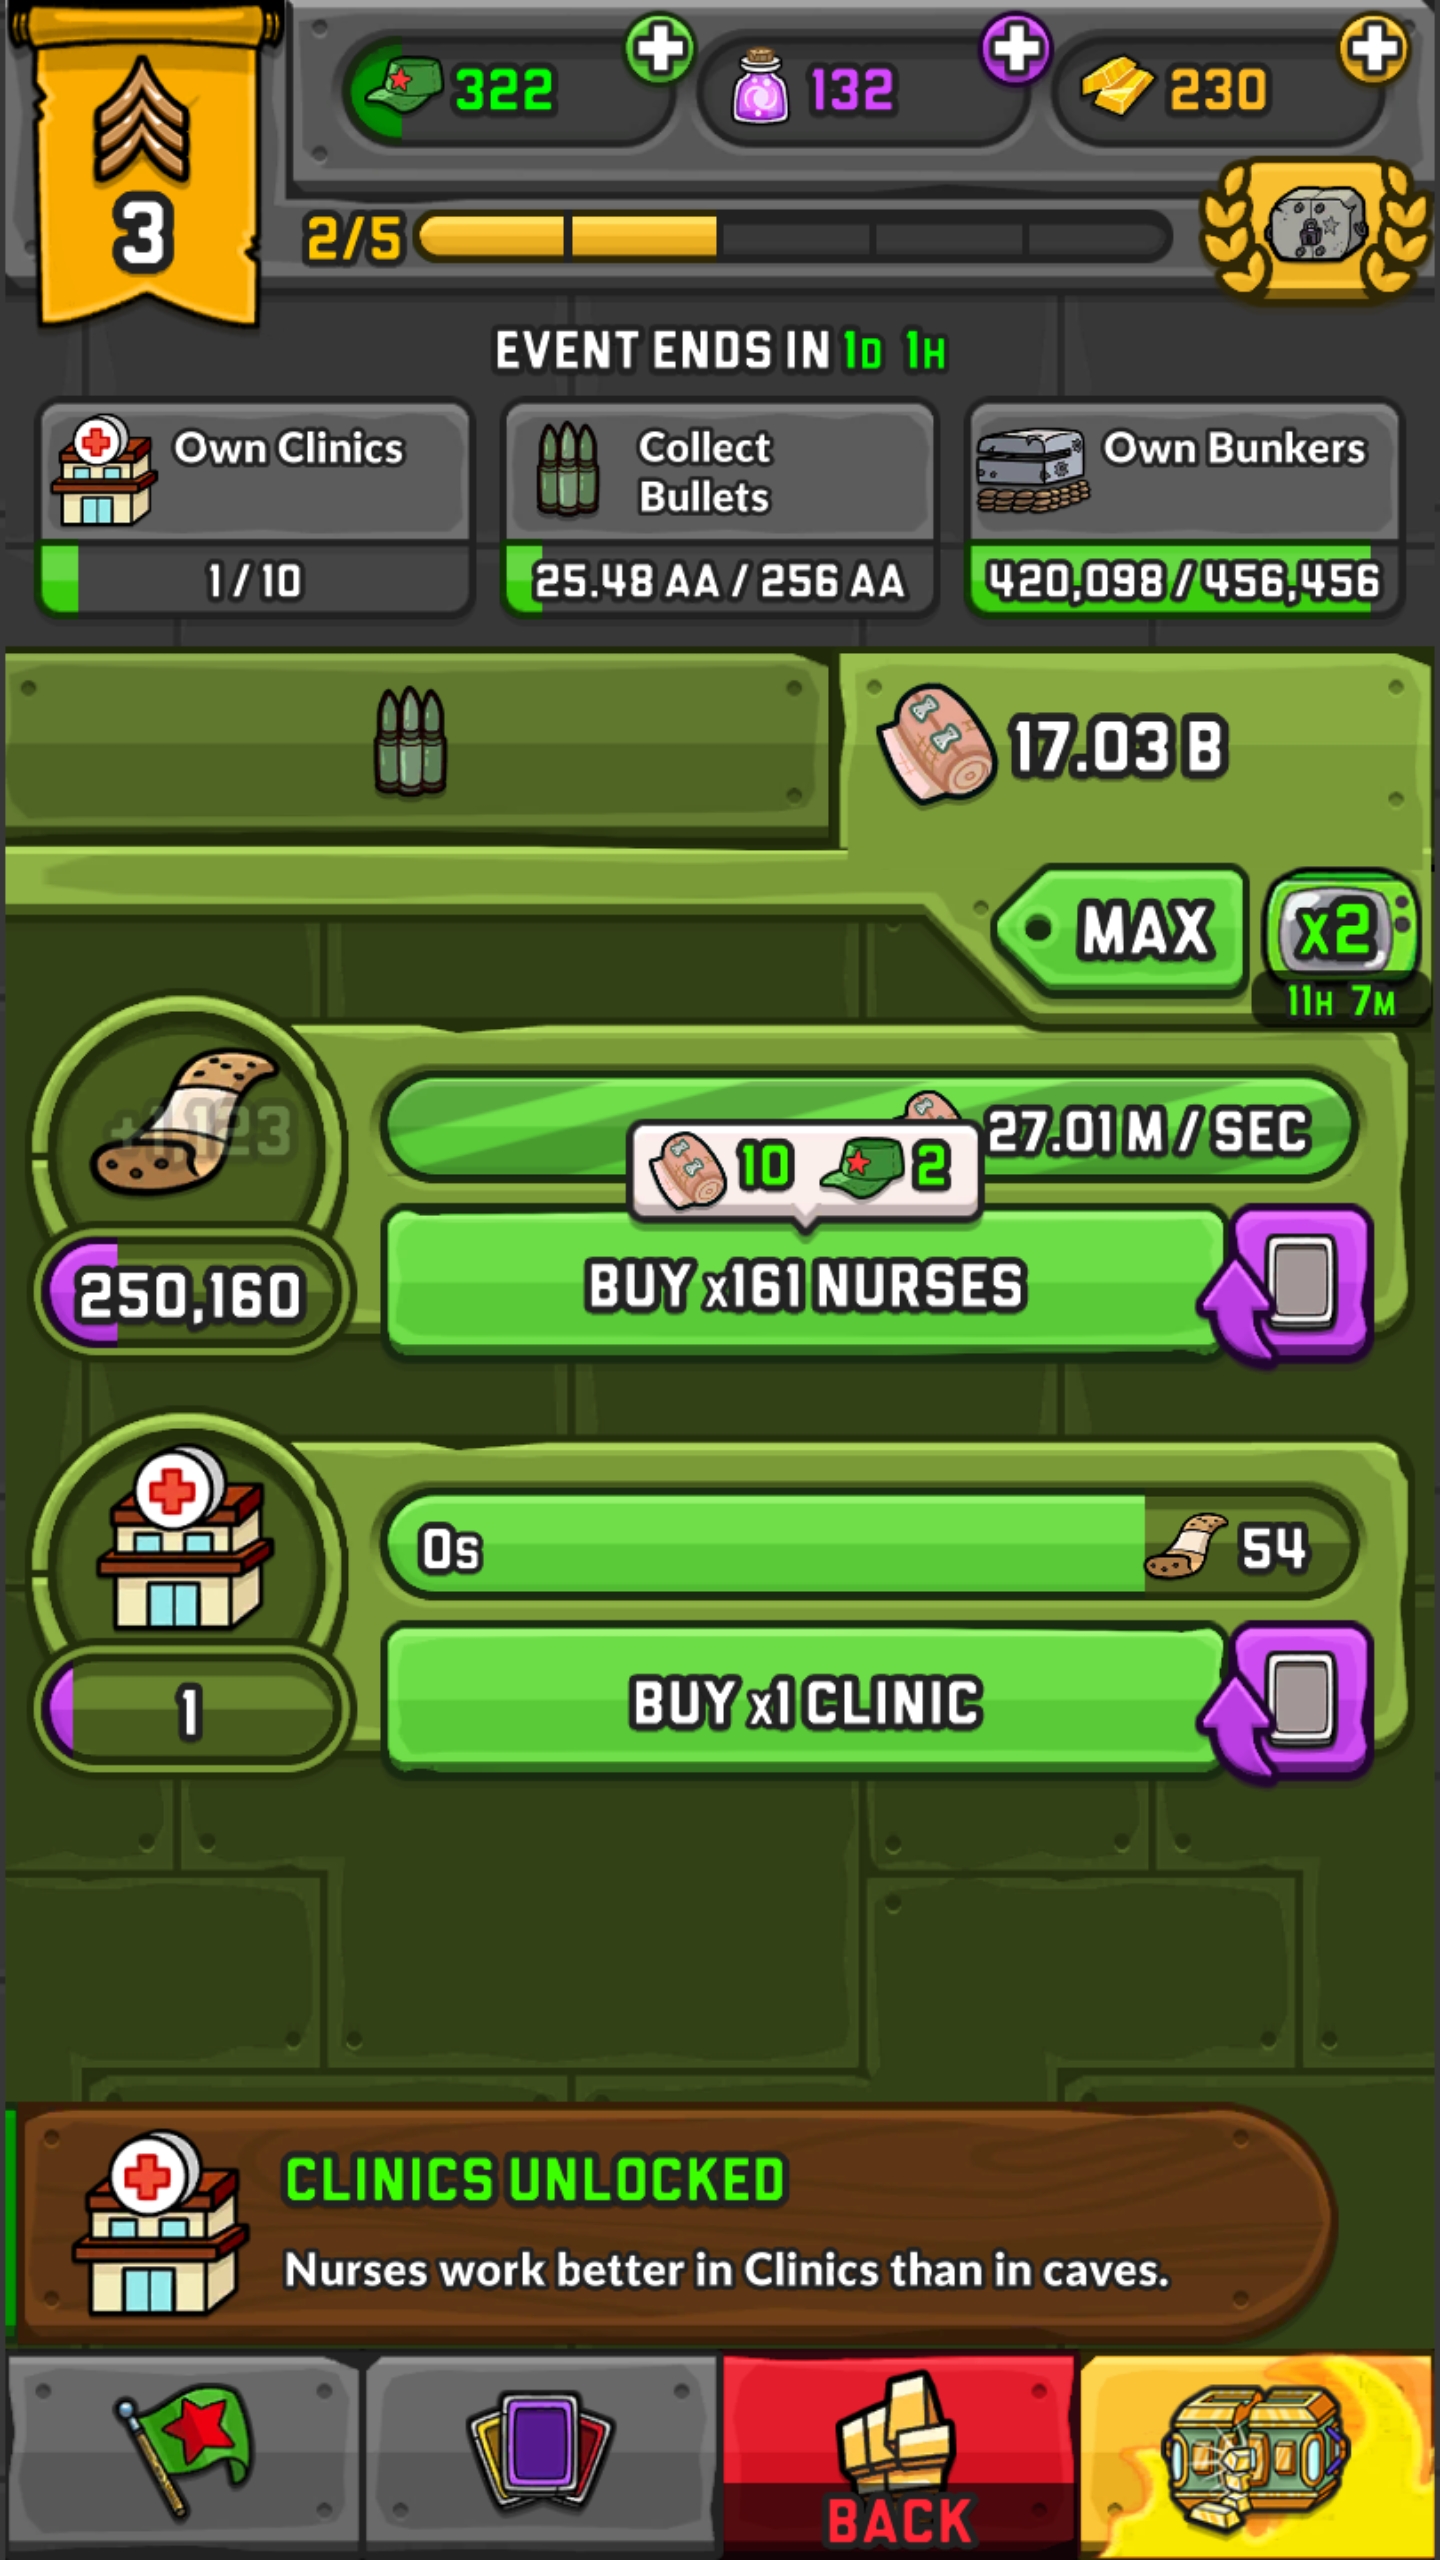 322
132
230
3
2/5
EVENT ENDS IN 1D 1H
Own Clinics
1 / 10
Collect
Bullets
25.48 AA / 256 AA
Own Bunkers
420,098 / 456,456
17.03 B
MAX
x2
11H 7M
+1,123
27.01 M / SEC
10 2
250,160
BUY x161 NURSES
0s
54
1
BUY x1 CLINIC
CLINICS UNLOCKED
Nurses work better in Clinics than in caves.
BACK